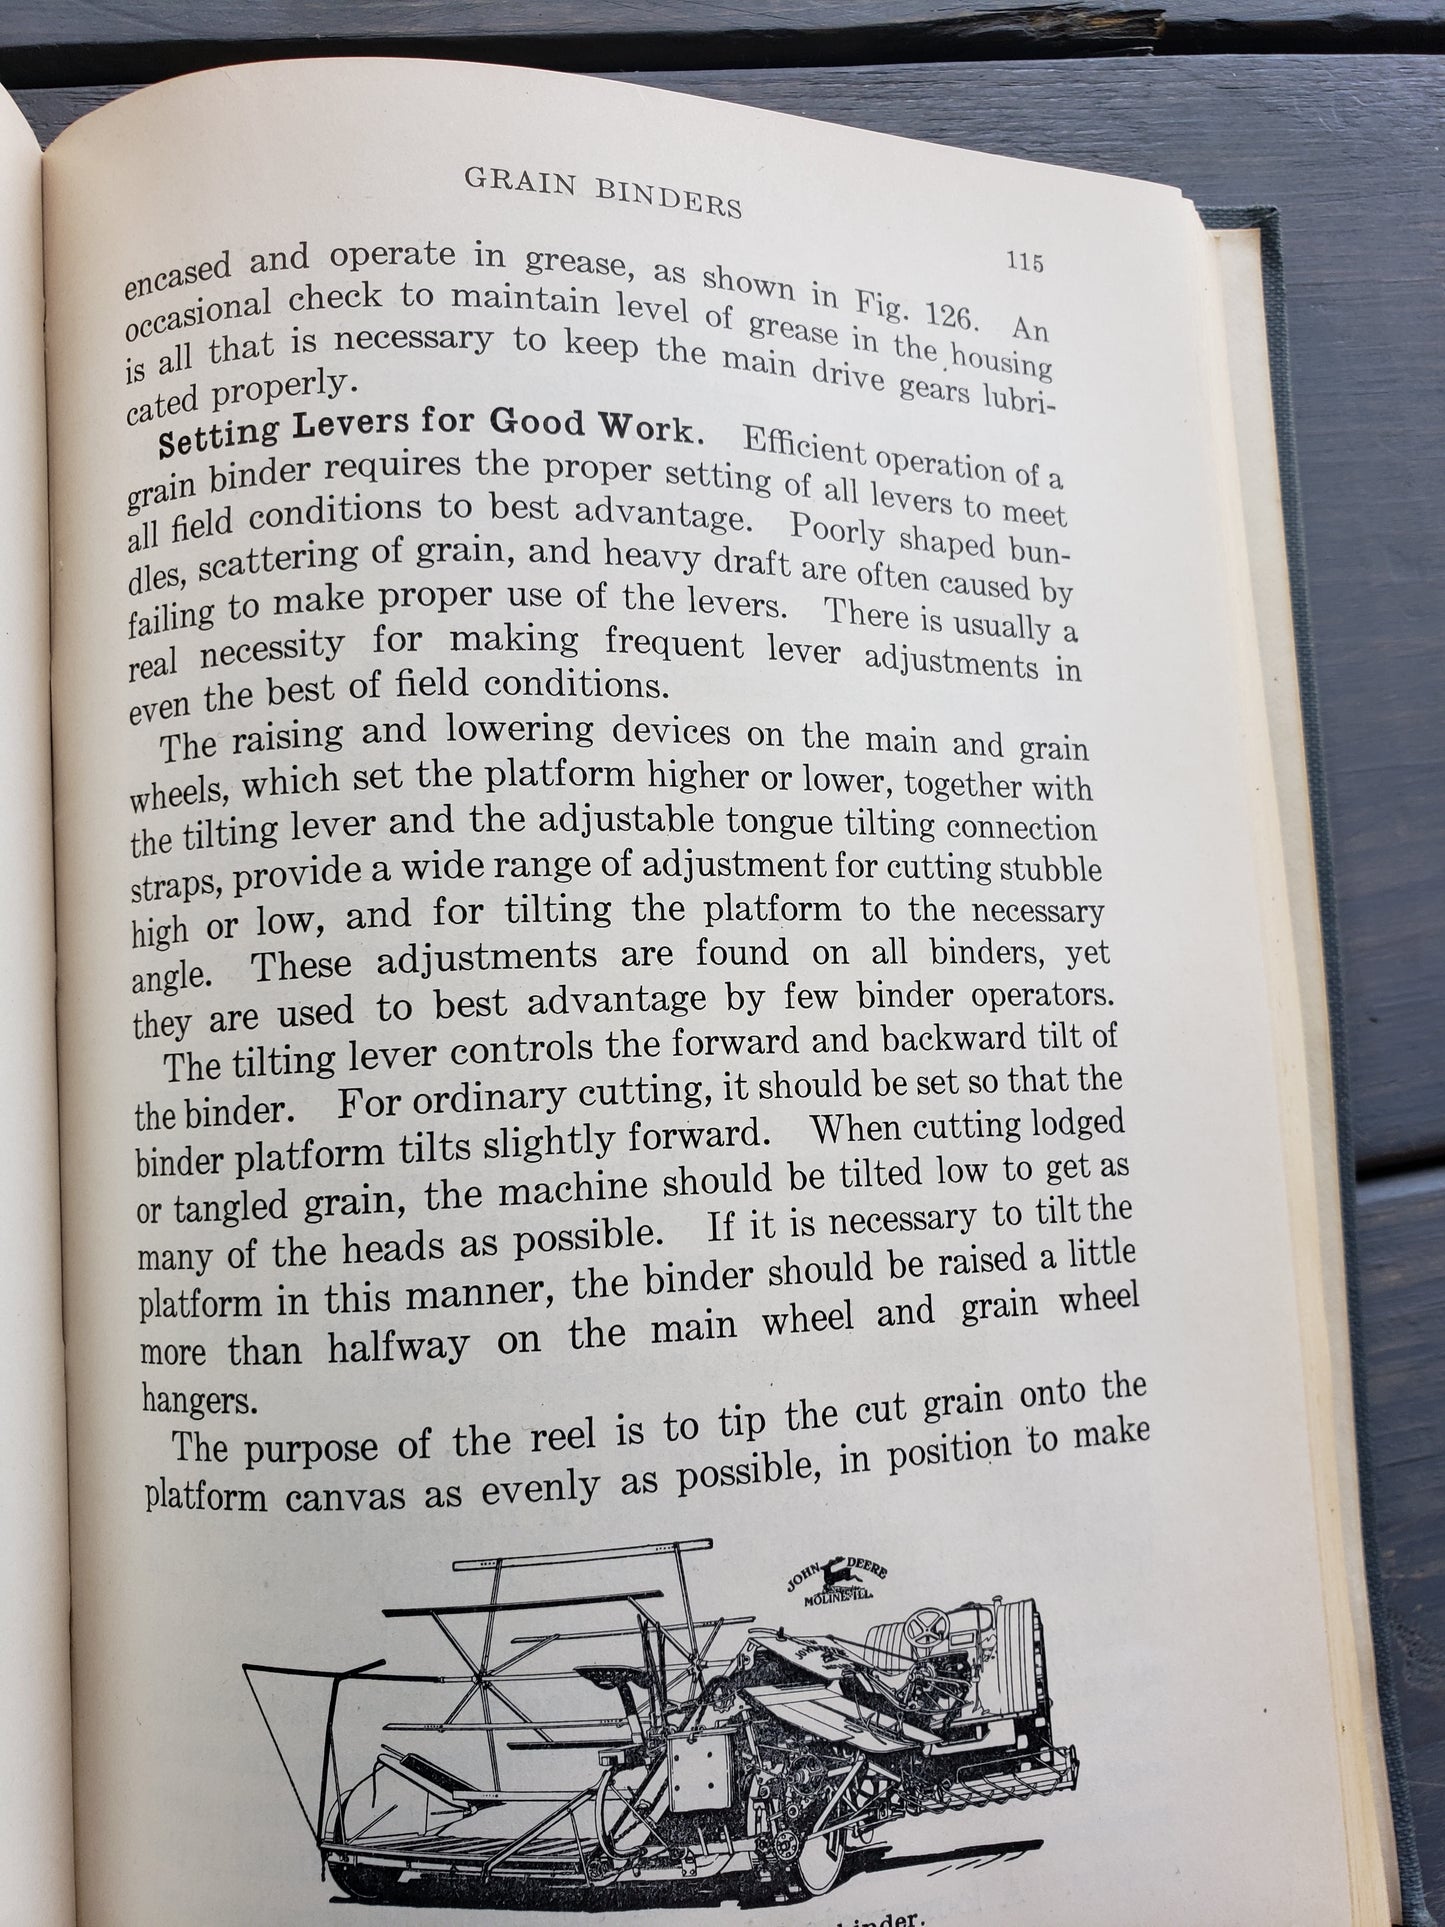 GRAIN BINDERS
115
encased and operate in grease, as shown in Fig. 126. An
occasional check to maintain level of grease in the housing
is all that is necessary to keep the main drive gears lubri-
cated properly.
Setting Levers for Good Work. Efficient operation of a
grain binder requires the proper setting of all levers to meet
all field conditions to best advantage. Poorly shaped bun-
dles, scattering of grain, and heavy draft are often caused by
failing to make proper use of the levers. There is usually a
real necessity for making frequent lever adjustments in
even the best of field conditions.
The raising and lowering devices on the main and grain
wheels, which set the platform higher or lower, together with
the tilting lever and the adjustable tongue tilting connection
straps, provide a wide range of adjustment for cutting stubble
high or low, and for tilting the platform to the necessary
angle. These adjustments are found on all binders, yet
they are used to best advantage by few binder operators.
The tilting lever controls the forward and backward tilt of
the binder. For ordinary cutting, it should be set so that the
binder platform tilts slightly forward. When cutting lodged
or tangled grain, the machine should be tilted low to get as
many of the heads as possible. If it is necessary to tilt the
platform in this manner, the binder should be raised a little
more than halfway on the main wheel and grain wheel
hangers.
The purpose of the reel is to tip the cut grain onto the
platform canvas as evenly as possible, in position to make
JOHN DEERE
MOLINE, ILL.
binder.